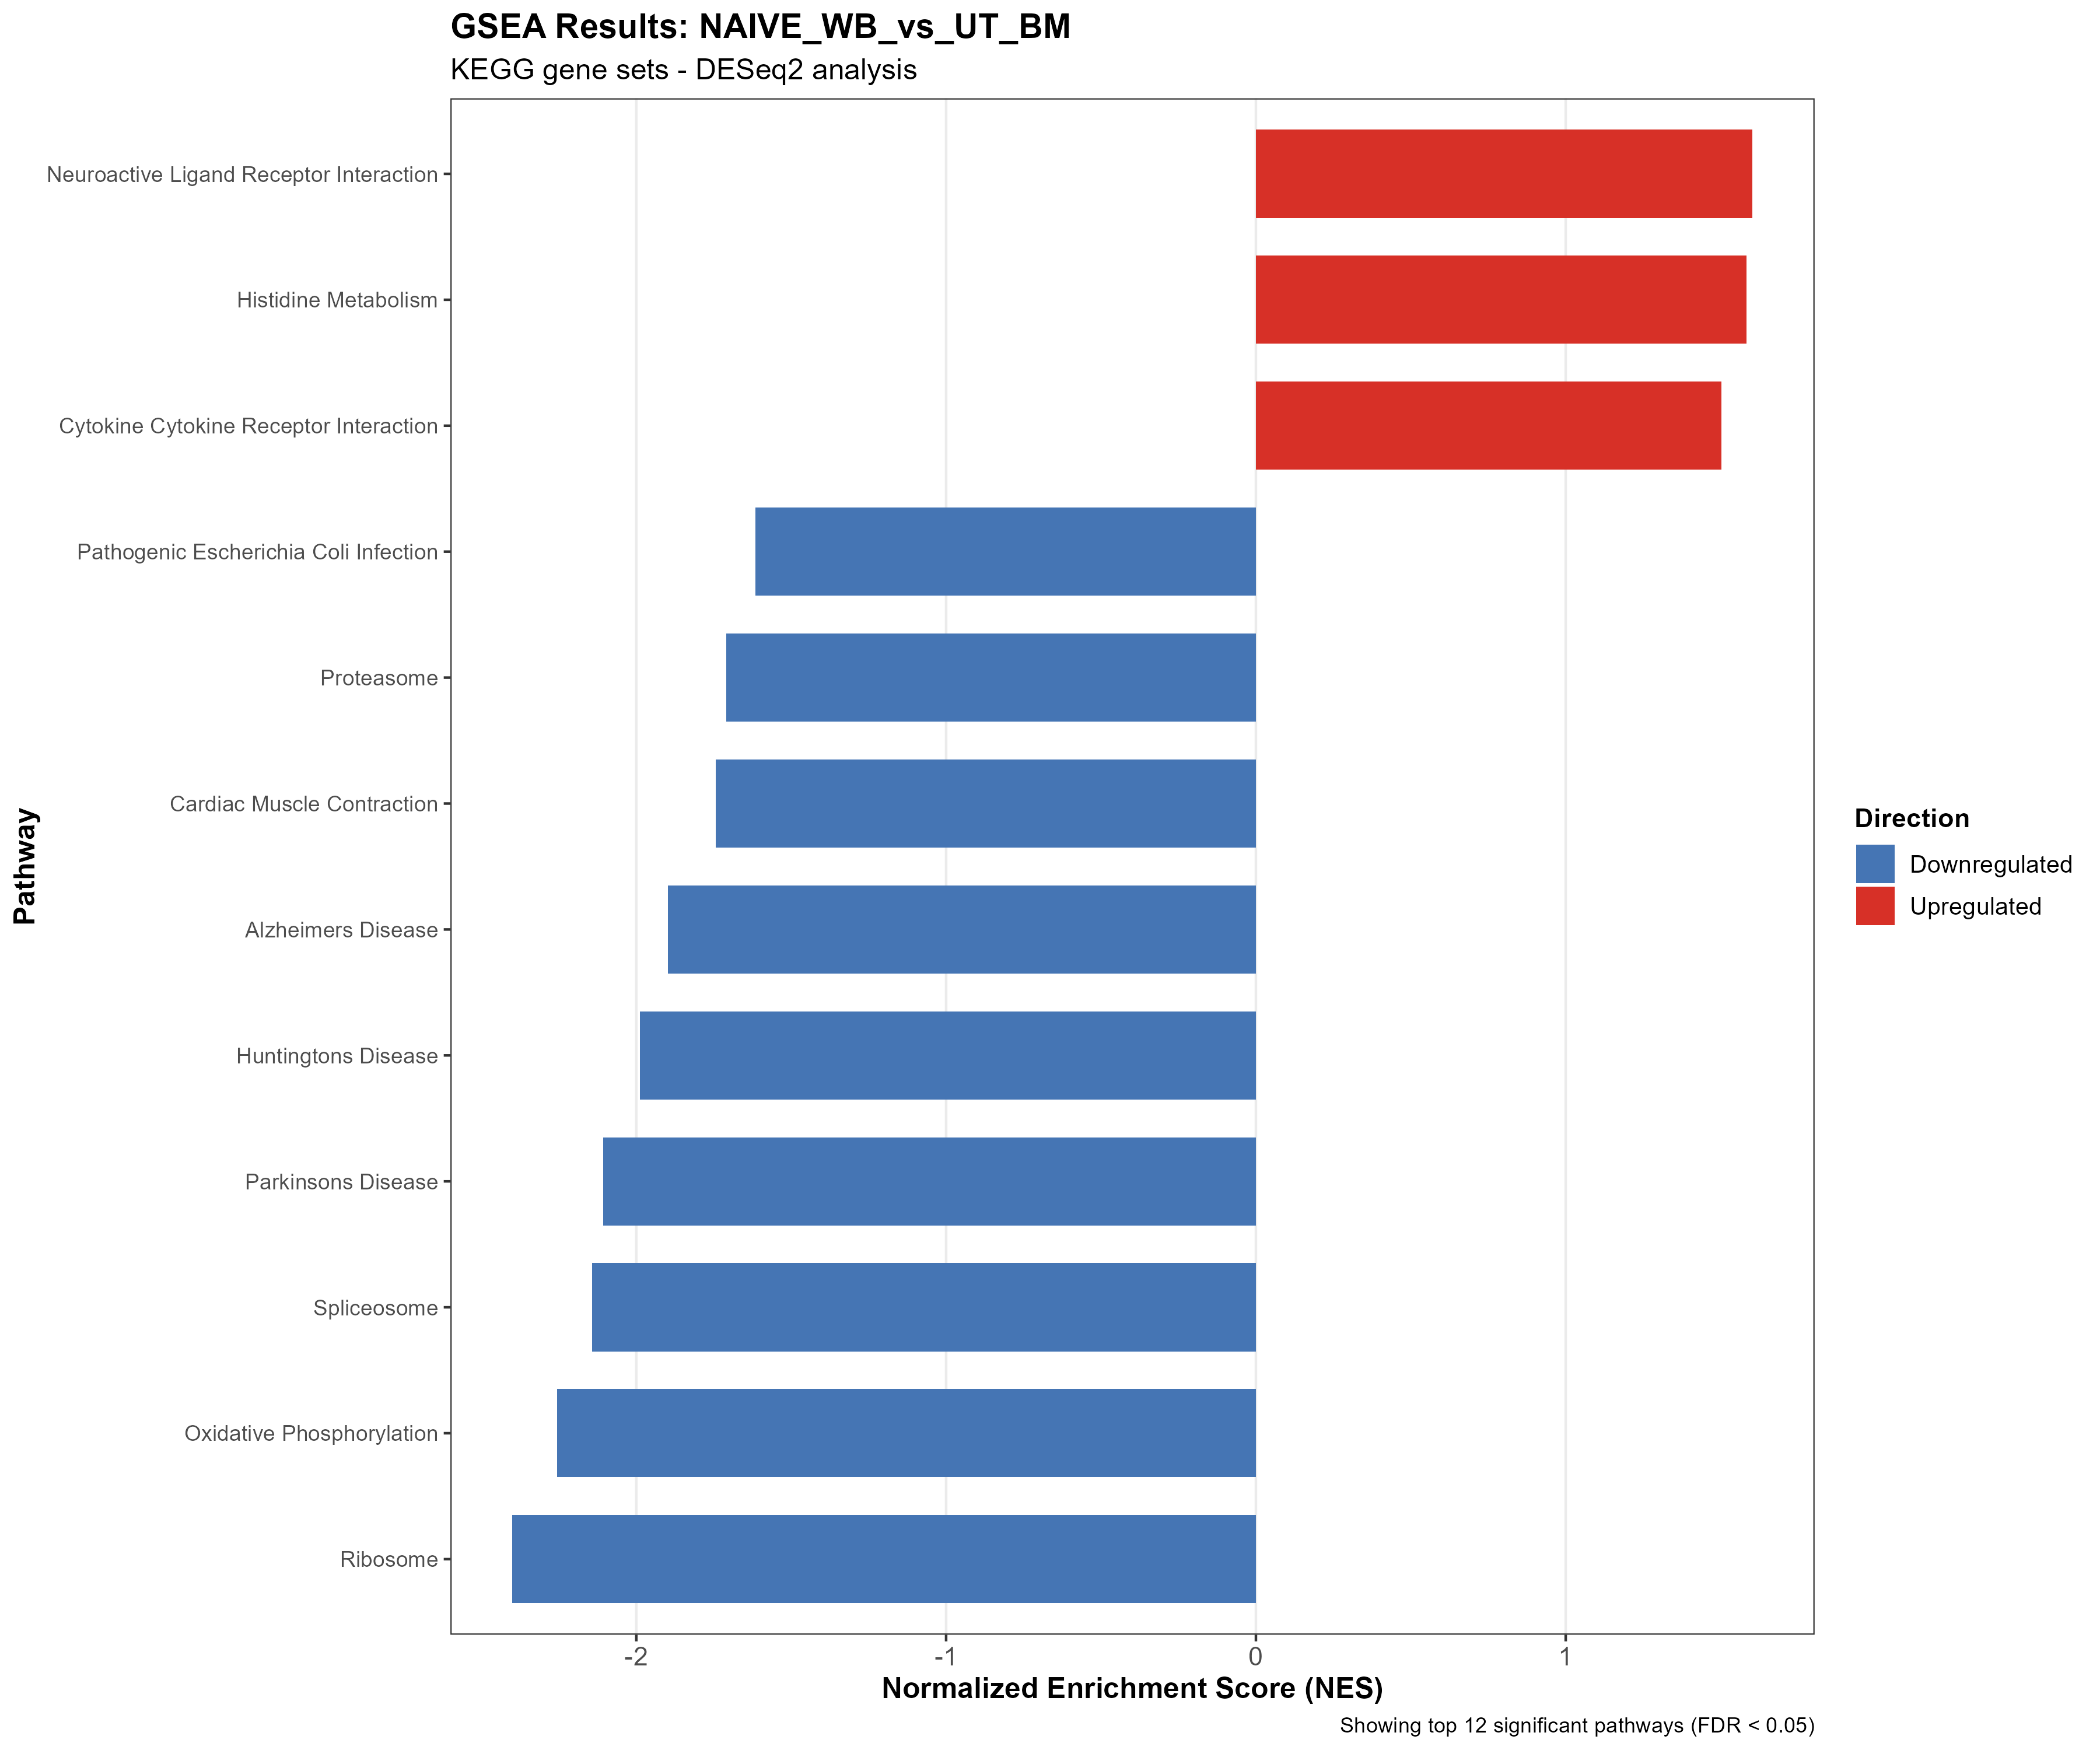 GSEA Results: NAIVE_WB_vs_UT_BM
KEGG gene sets - DESeq2 analysis
Pathway
Neuroactive Ligand Receptor Interaction
Histidine Metabolism
Cytokine Cytokine Receptor Interaction
Pathogenic Escherichia Coli Infection
Proteasome
Cardiac Muscle Contraction
Alzheimers Disease
Huntingtons Disease
Parkinsons Disease
Spliceosome
Oxidative Phosphorylation
Ribosome
-2 -1 0 1
Normalized Enrichment Score (NES)
Direction
Downregulated
Upregulated
Showing top 12 significant pathways (FDR < 0.05)